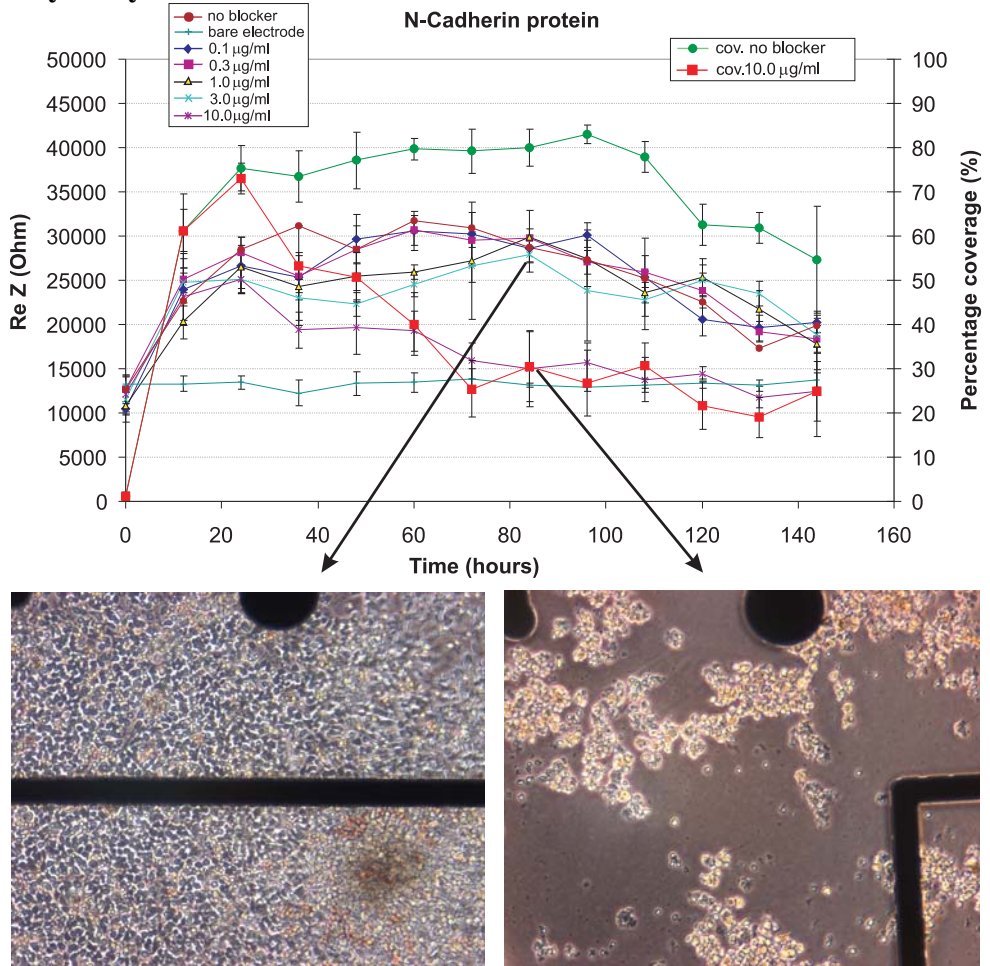 N-Cadherin protein
no blocker
bare electrode
0.1 µg/ml
0.3 µg/ml
1.0 µg/ml
3.0 µg/ml
10.0µg/ml
cov. no blocker
cov.10.0 µg/ml
50000
45000
40000
35000
30000
25000
20000
15000
10000
5000
0
Re Z (Ohm)
100
90
80
70
60
50
40
30
20
10
0
Percentage coverage (%)
0 20 40 60 80 100 120 140 160
Time (hours)